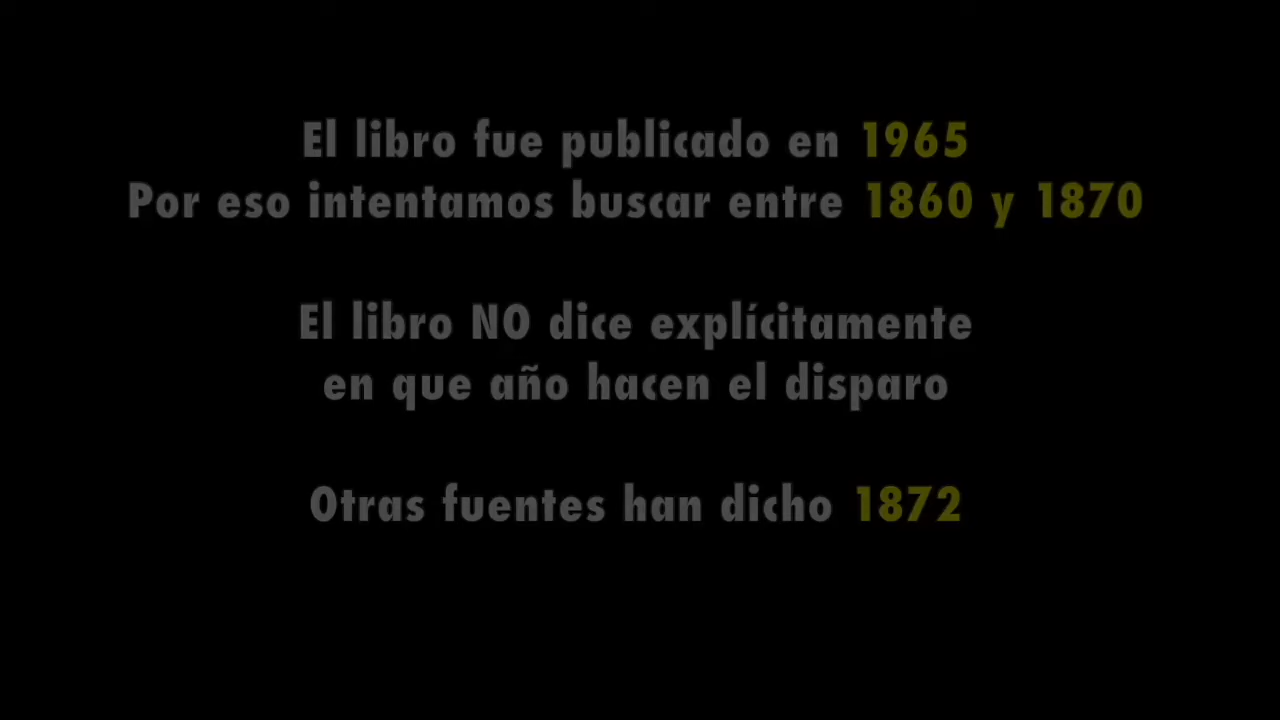 El libro fue publicado en 1965
Por eso intentamos buscar entre 1860 y 1870
El libro NO dice explícitamente
en que año hacen el disparo
Otras fuentes han dicho 1872